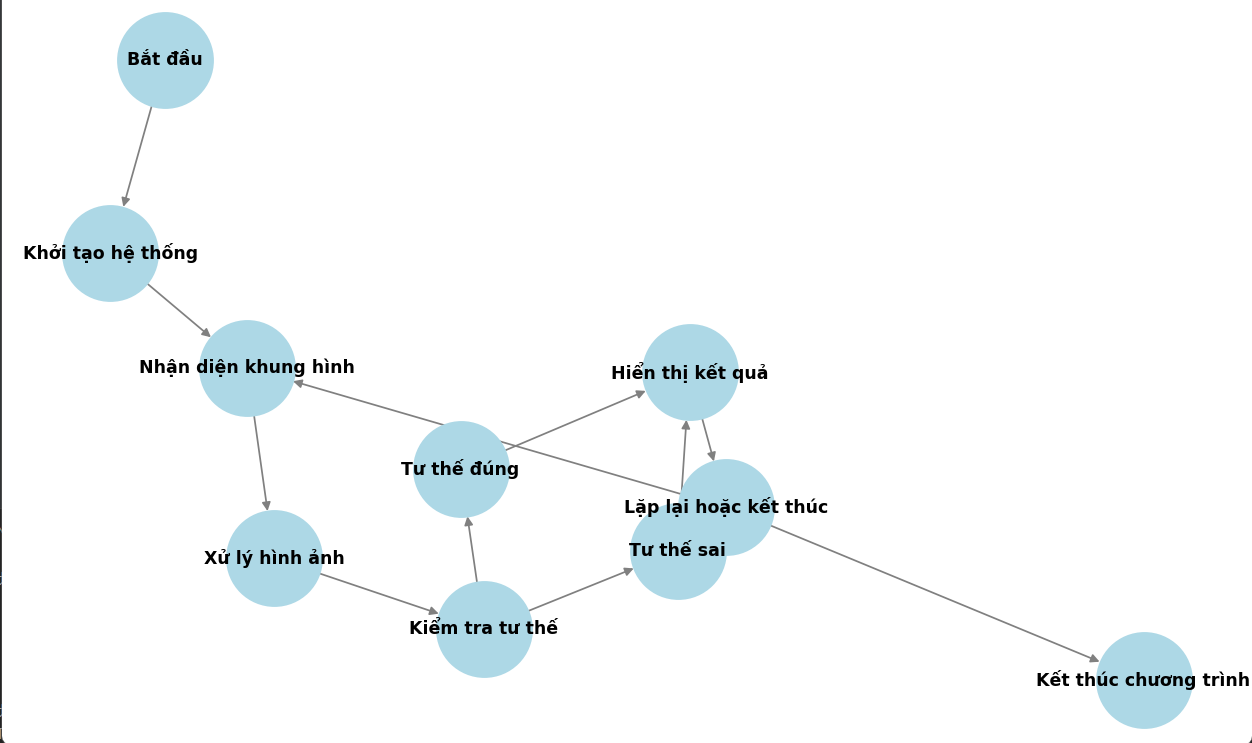 Bắt đầu
Khởi tạo hệ thống
Nhận diện khung hình
Hiển thị kết quả
Tư thế đúng
Lặp lại hoặc kết thúc
Tư thế sai
Xử lý hình ảnh
Kiểm tra tư thế
Kết thúc chương trình